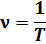 ν = 1/T